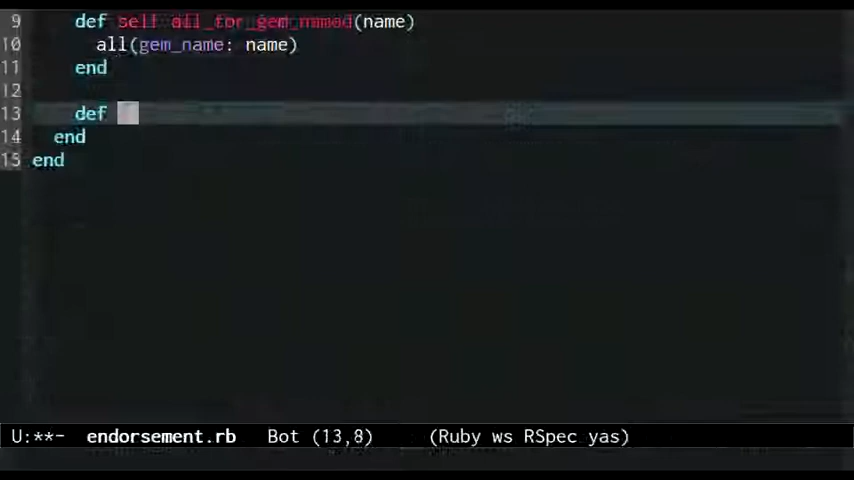 9 def self all_for_gem_named(name)
10 all(gem_name: name)
11 end
12
13 def
14 end
15 end
U:**- endorsement.rb Bot (13,8) (Ruby ws RSpec yas)